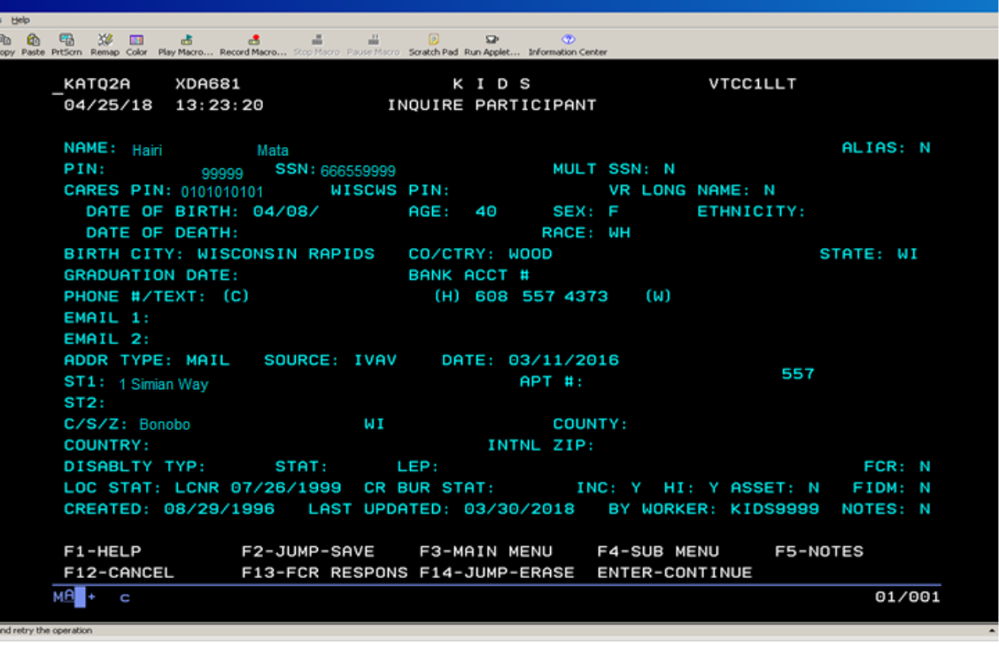 Help
Copy Paste PrtScrn Remap Color Play Macro... Record Macro... Stop Macro Pause Macro Scratch Pad Run Applet... Information Center
_KATQ2A XDA681 K I D S VTCC1LLT
04/25/18 13:23:20 INQUIRE PARTICIPANT
NAME: Hairi Mata ALIAS: N
PIN: 99999 SSN: 666559999 MULT SSN: N
CARES PIN: 0101010101 WISCWS PIN: VR LONG NAME: N
DATE OF BIRTH: 04/08/ AGE: 40 SEX: F ETHNICITY:
DATE OF DEATH: RACE: WH
BIRTH CITY: WISCONSIN RAPIDS CO/CTRY: WOOD STATE: WI
GRADUATION DATE: BANK ACCT #
PHONE #/TEXT: (C) (H) 608 557 4373 (W)
EMAIL 1:
EMAIL 2:
ADDR TYPE: MAIL SOURCE: IVAV DATE: 03/11/2016
ST1: 1 Simian Way APT #: 557
ST2:
C/S/Z: Bonobo WI COUNTY:
COUNTRY: INTNL ZIP:
DISABLTY TYP: STAT: LEP: FCR: N
LOC STAT: LCNR 07/26/1999 CR BUR STAT: INC: Y HI: Y ASSET: N FIDM: N
CREATED: 08/29/1996 LAST UPDATED: 03/30/2018 BY WORKER: KIDS9999 NOTES: N
F1-HELP F2-JUMP-SAVE F3-MAIN MENU F4-SUB MENU F5-NOTES
F12-CANCEL F13-FCR RESPONS F14-JUMP-ERASE ENTER-CONTINUE
MA + c 01/001
and retry the operation